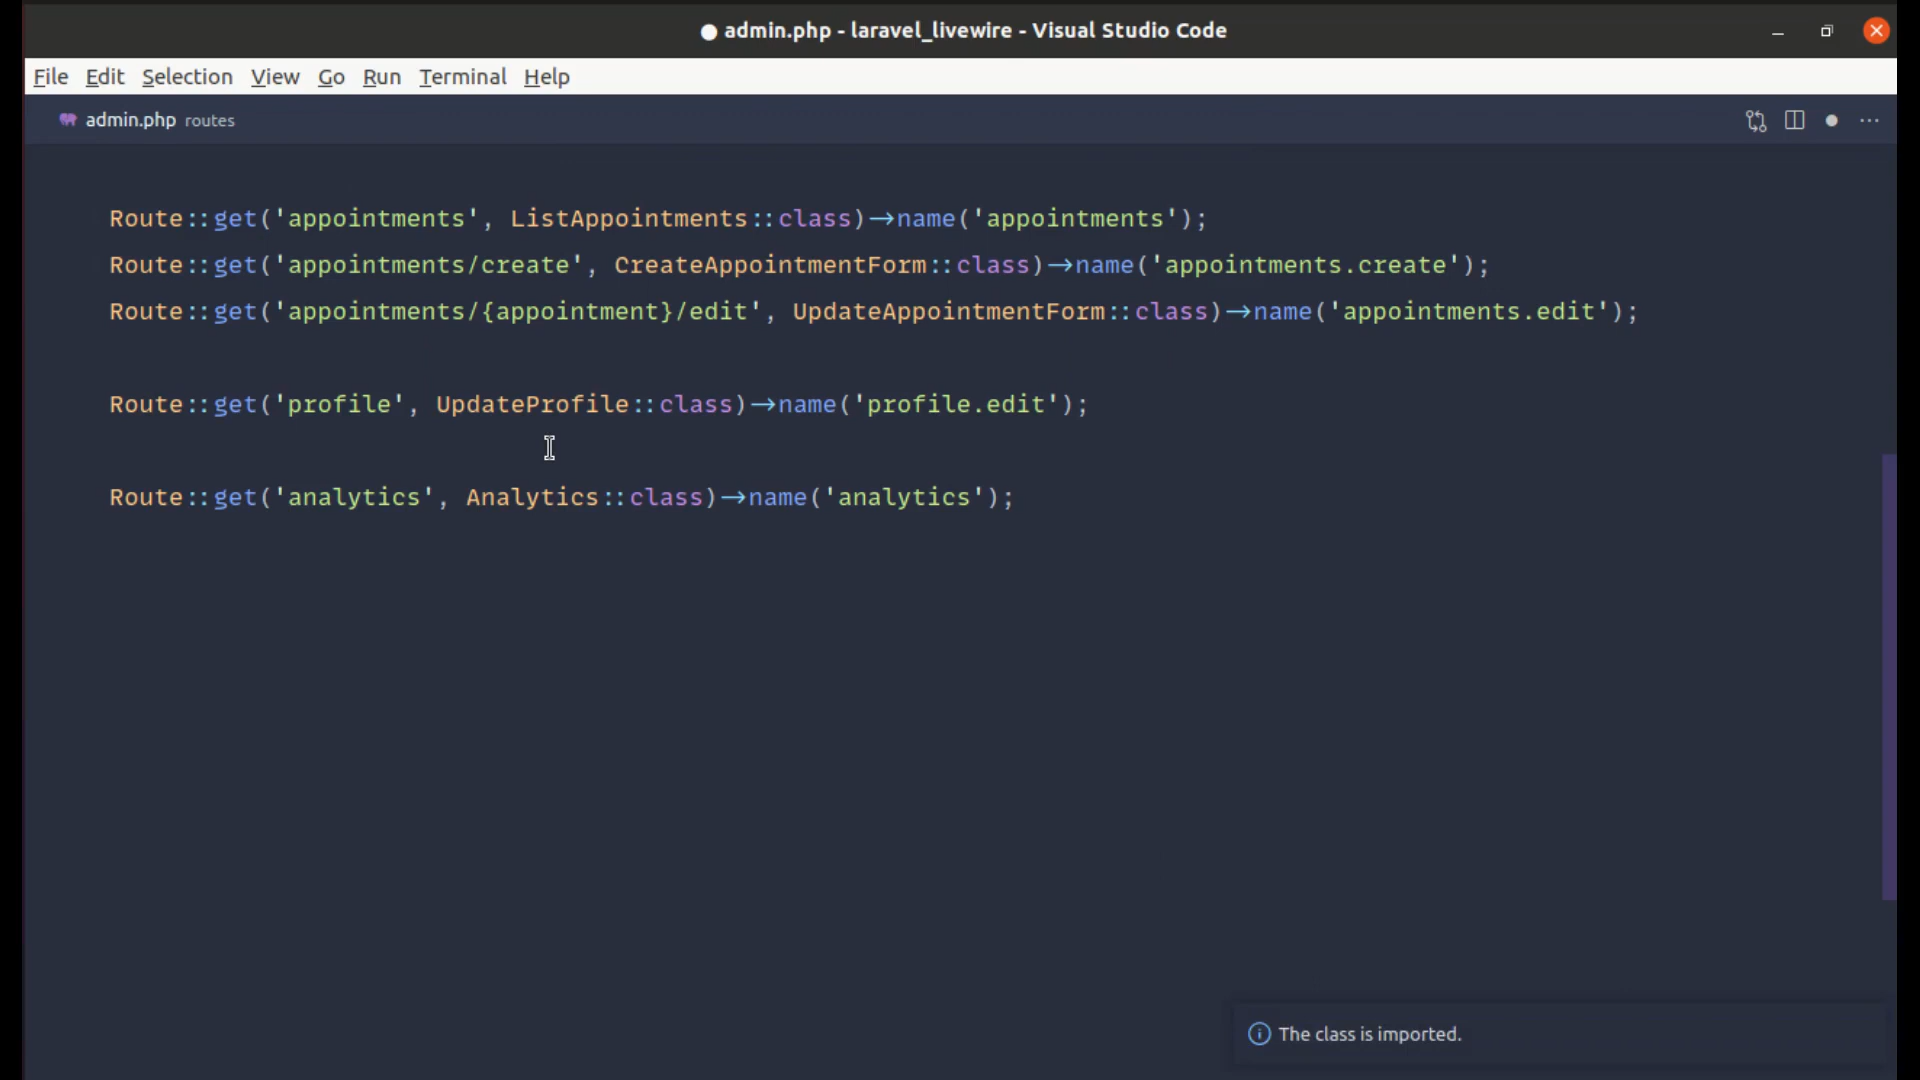 ● admin.php - laravel_livewire - Visual Studio Code
File Edit Selection View Go Run Terminal Help
admin.php routes
Route::get('appointments', ListAppointments::class)->name('appointments');
Route::get('appointments/create', CreateAppointmentForm::class)->name('appointments.create');
Route::get('appointments/{appointment}/edit', UpdateAppointmentForm::class)->name('appointments.edit');
Route::get('profile', UpdateProfile::class)->name('profile.edit');
Route::get('analytics', Analytics::class)->name('analytics');
The class is imported.